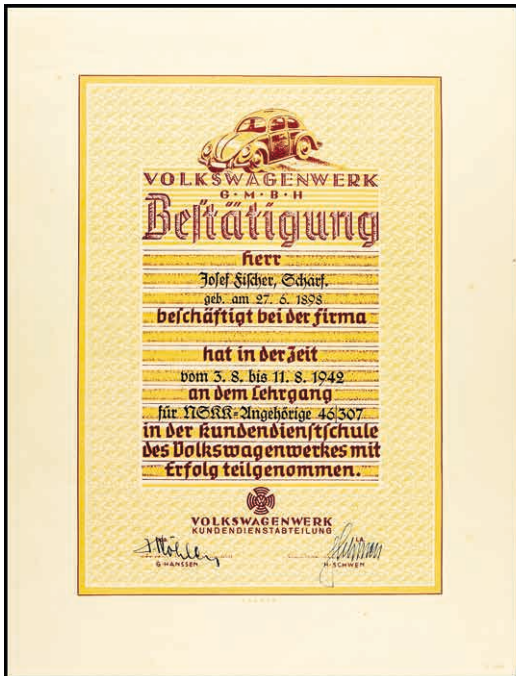 VOLKSWAGENWERK
G·M·B·H
Beſtätigung
Herr
Josef Fischer, Scharf.
geb. am 27. 6. 1898
beſchäftigt bei der Firma
hat in der Zeit
vom 3. 8. bis 11. 8. 1942
an dem Lehrgang
für NSKK-Angehörige 46/307
in der Kundendienſtſchule
des Volkswagenwerkes mit
Erfolg teilgenommen.
VOLKSWAGENWERK
KUNDENDIENSTABTEILUNG
G·HANSSEN
H·SCHWEM